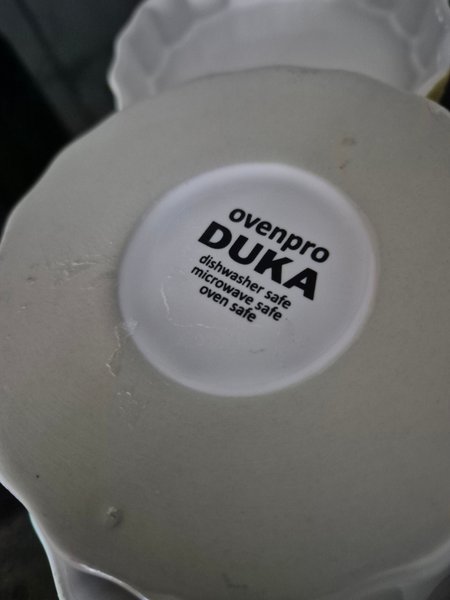 ovenpro
DUKA
dishwasher safe
microwave safe
oven safe